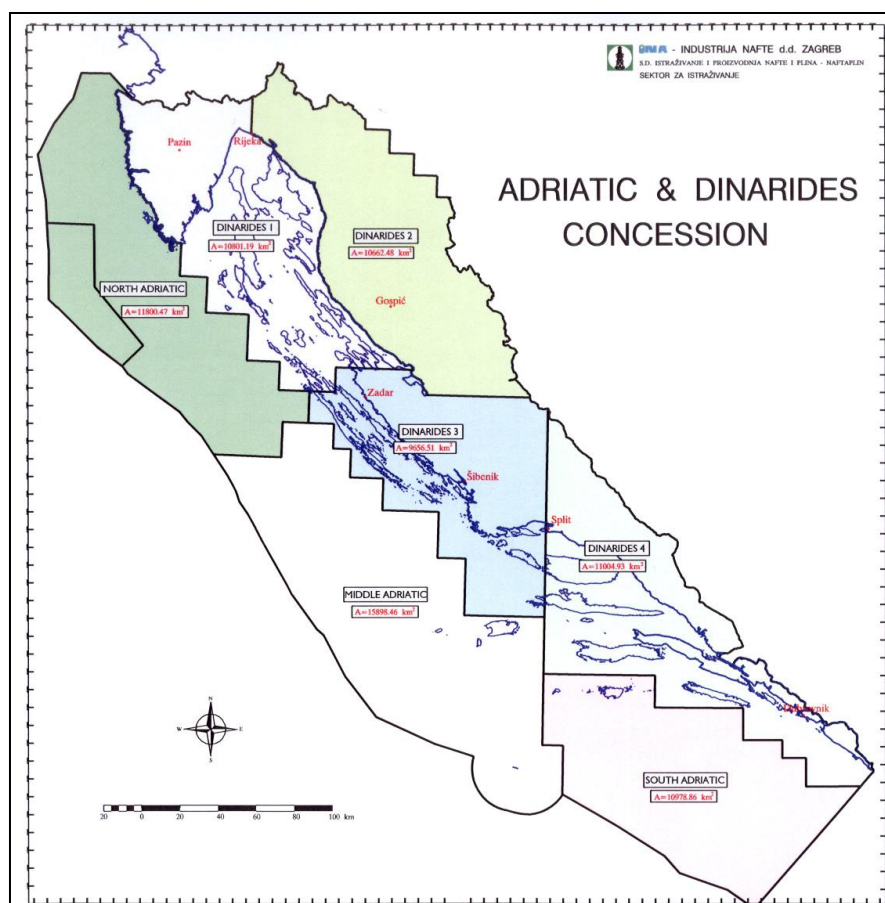 INA - INDUSTRIJA NAFTE d.d. ZAGREB
S.D. ISTRAŽIVANJE I PROIZVODNJA NAFTE I PLINA - NAFTAPLIN
SEKTOR ZA ISTRAŽIVANJE
ADRIATIC & DINARIDES
CONCESSION
Pazin
Rijeka
DINARIDES 1
A=10801.19 km²
DINARIDES 2
A=10662.48 km²
NORTH ADRIATIC
A=11800.47 km²
Gospić
Zadar
DINARIDES 3
A=9656.51 km²
Šibenik
Split
DINARIDES 4
A=11004.93 km²
MIDDLE ADRIATIC
A=15898.46 km²
Dubrovnik
N
W E
S
SOUTH ADRIATIC
A=10978.86 km²
20 0 20 40 60 80 100 km